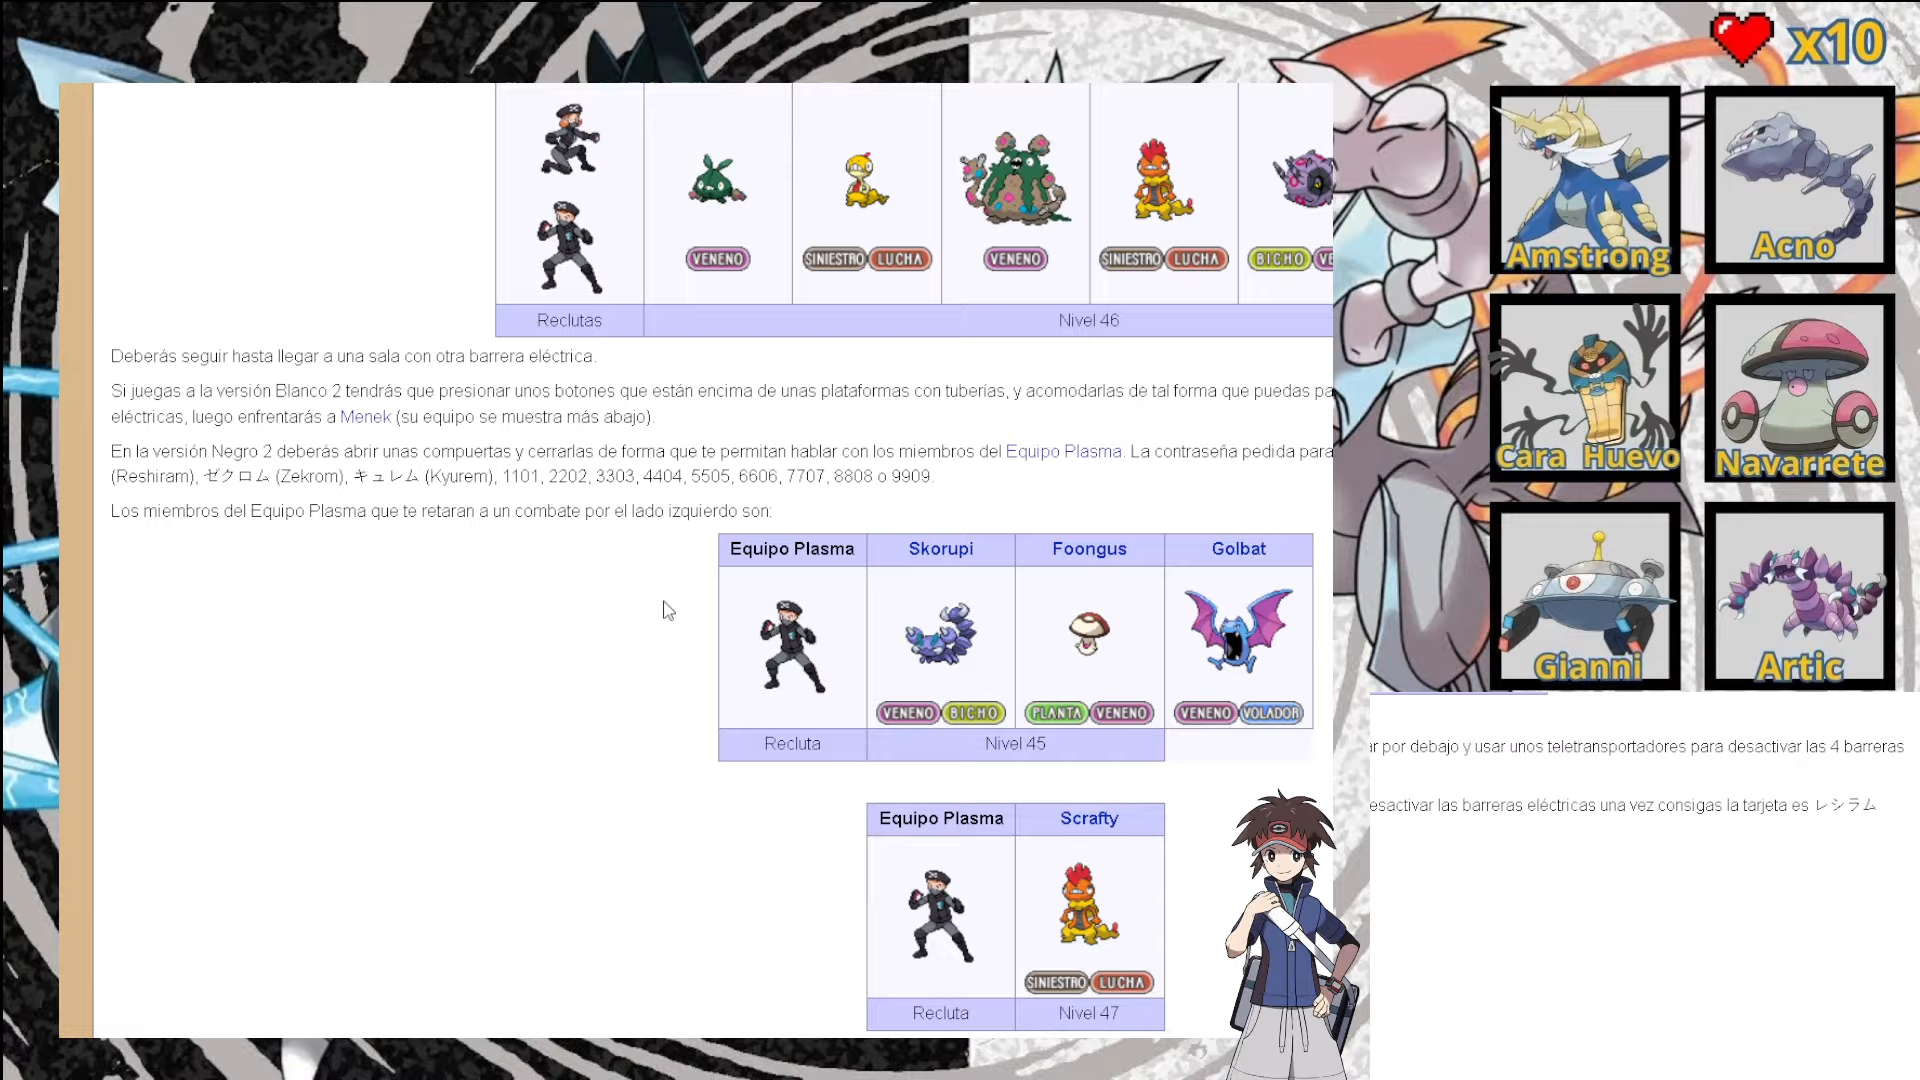 x10
Amstrong
Acno
Cara Huevo
Navarrete
Gianni
Artic
VENENO
SINIESTRO LUCHA
VENENO
SINIESTRO LUCHA
BICHO
Reclutas
Nivel 46
Deberás seguir hasta llegar a una sala con otra barrera eléctrica.
Si juegas a la versión Blanco 2 tendrás que presionar unos botones que están encima de unas plataformas con tuberías, y acomodarlas de tal forma que puedas pa
eléctricas, luego enfrentarás a Menek (su equipo se muestra más abajo).
En la versión Negro 2 deberás abrir unas compuertas y cerrarlas de forma que te permitan hablar con los miembros del Equipo Plasma. La contraseña pedida para
(Reshiram), ゼクロム (Zekrom), キュレム (Kyurem), 1101, 2202, 3303, 4404, 5505, 6606, 7707, 8808 o 9909.
Los miembros del Equipo Plasma que te retaran a un combate por el lado izquierdo son:
Equipo Plasma Skorupi Foongus Golbat
VENENO BICHO PLANTA VENENO VENENO VOLADOR
Recluta Nivel 45
Equipo Plasma Scrafty
SINIESTRO LUCHA
Recluta Nivel 47
ar por debajo y usar unos teletransportadores para desactivar las 4 barreras
esactivar las barreras eléctricas una vez consigas la tarjeta es レシラム